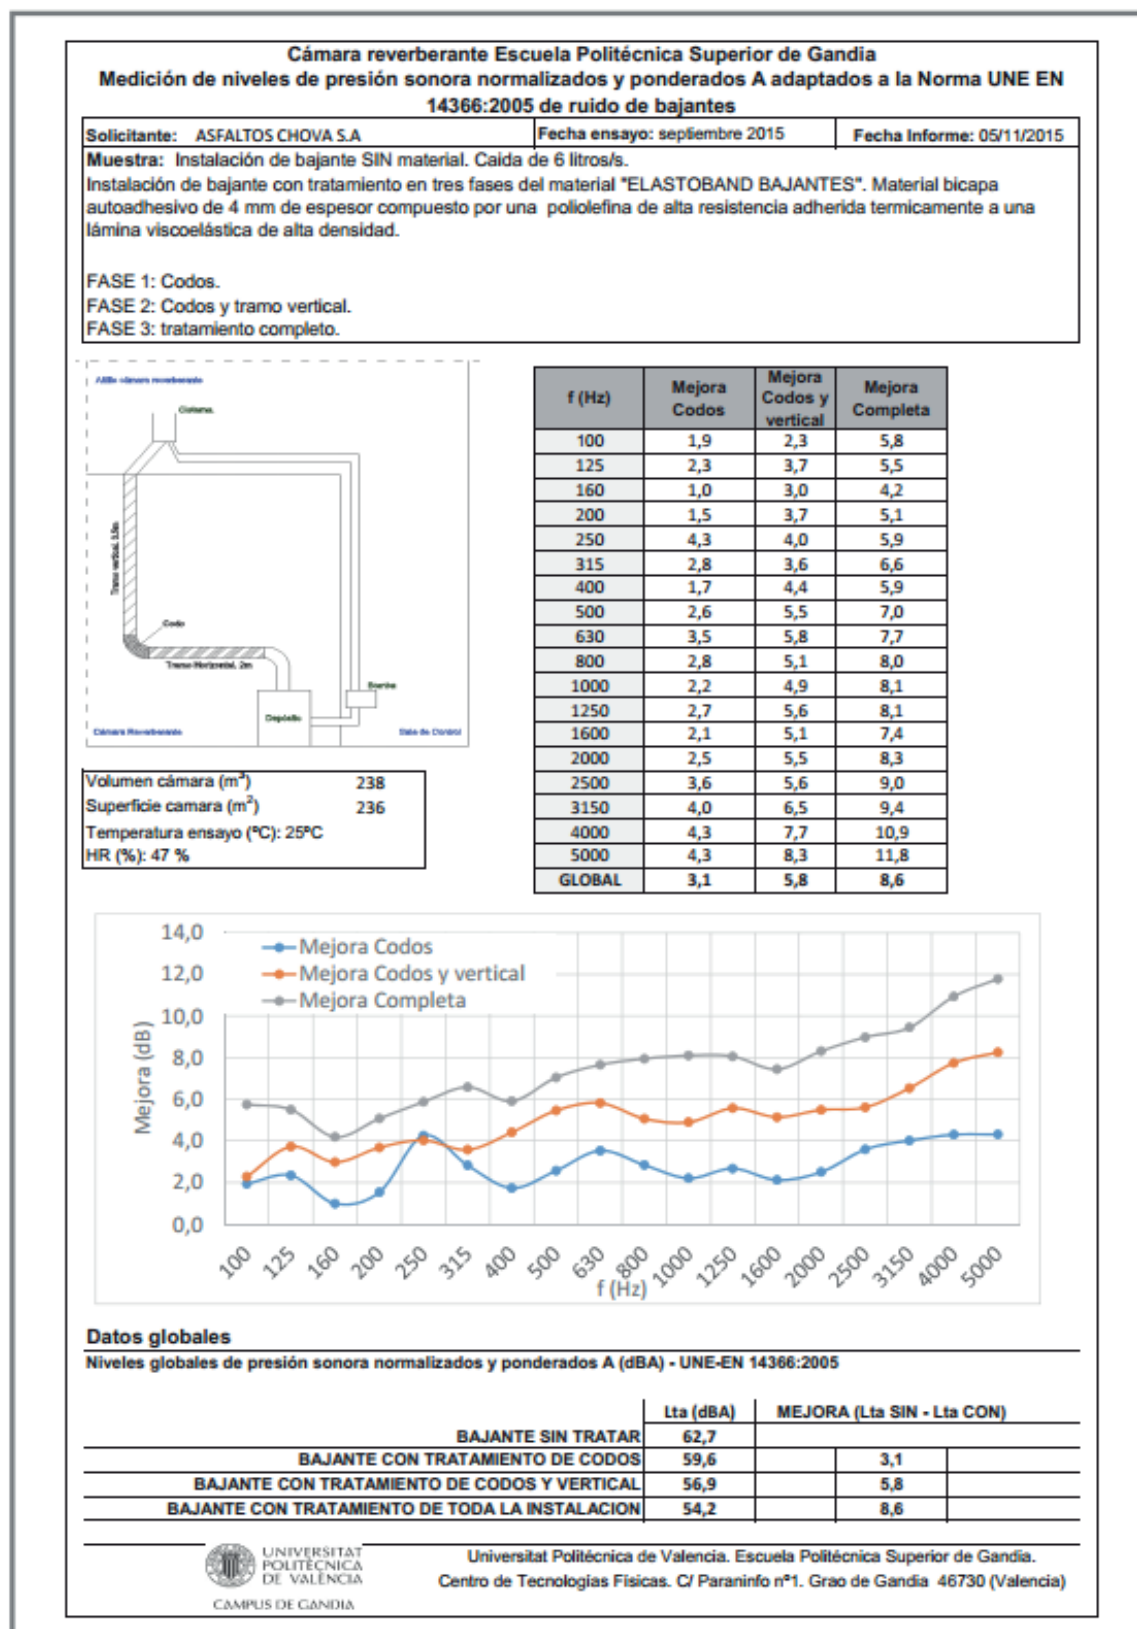 Cámara reverberante Escuela Politécnica Superior de Gandia
Medición de niveles de presión sonora normalizados y ponderados A adaptados a la Norma UNE EN
14366:2005 de ruido de bajantes
Solicitante: ASFALTOS CHOVA S.A Fecha ensayo: septiembre 2015 Fecha Informe: 05/11/2015
Muestra: Instalación de bajante SIN material. Caida de 6 litros/s.
Instalación de bajante con tratamiento en tres fases del material "ELASTOBAND BAJANTES". Material bicapa
autoadhesivo de 4 mm de espesor compuesto por una poliolefina de alta resistencia adherida termicamente a una
lámina viscoelástica de alta densidad.
FASE 1: Codos.
FASE 2: Codos y tramo vertical.
FASE 3: tratamiento completo.
cámara reverberante
Cisterna.
Tramo vertical. 3,5m
Codo
Tramo Horizontal. 2m
Bomba
Depósito
Cámara Reverberante
Sala de Control
Volumen cámara (m³) 238
Superficie camara (m²) 236
Temperatura ensayo (ºC): 25ºC
HR (%): 47 %
f (Hz) Mejora Codos Mejora Codos y vertical Mejora Completa
100 1,9 2,3 5,8
125 2,3 3,7 5,5
160 1,0 3,0 4,2
200 1,5 3,7 5,1
250 4,3 4,0 5,9
315 2,8 3,6 6,6
400 1,7 4,4 5,9
500 2,6 5,5 7,0
630 3,5 5,8 7,7
800 2,8 5,1 8,0
1000 2,2 4,9 8,1
1250 2,7 5,6 8,1
1600 2,1 5,1 7,4
2000 2,5 5,5 8,3
2500 3,6 5,6 9,0
3150 4,0 6,5 9,4
4000 4,3 7,7 10,9
5000 4,3 8,3 11,8
GLOBAL 3,1 5,8 8,6
Mejora Codos
Mejora Codos y vertical
Mejora Completa
Mejora (dB)
14,0
12,0
10,0
8,0
6,0
4,0
2,0
0,0
100 125 160 200 250 315 400 500 630 800 1000 1250 1600 2000 2500 3150 4000 5000
f (Hz)
Datos globales
Niveles globales de presión sonora normalizados y ponderados A (dBA) - UNE-EN 14366:2005
Lta (dBA) MEJORA (Lta SIN - Lta CON)
BAJANTE SIN TRATAR 62,7
BAJANTE CON TRATAMIENTO DE CODOS 59,6 3,1
BAJANTE CON TRATAMIENTO DE CODOS Y VERTICAL 56,9 5,8
BAJANTE CON TRATAMIENTO DE TODA LA INSTALACION 54,2 8,6
UNIVERSITAT
POLITÈCNICA
DE VALÈNCIA
CAMPUS DE GANDIA
Universitat Politécnica de Valencia. Escuela Politécnica Superior de Gandia.
Centro de Tecnologías Físicas. C/ Paraninfo nº1. Grao de Gandia 46730 (Valencia)